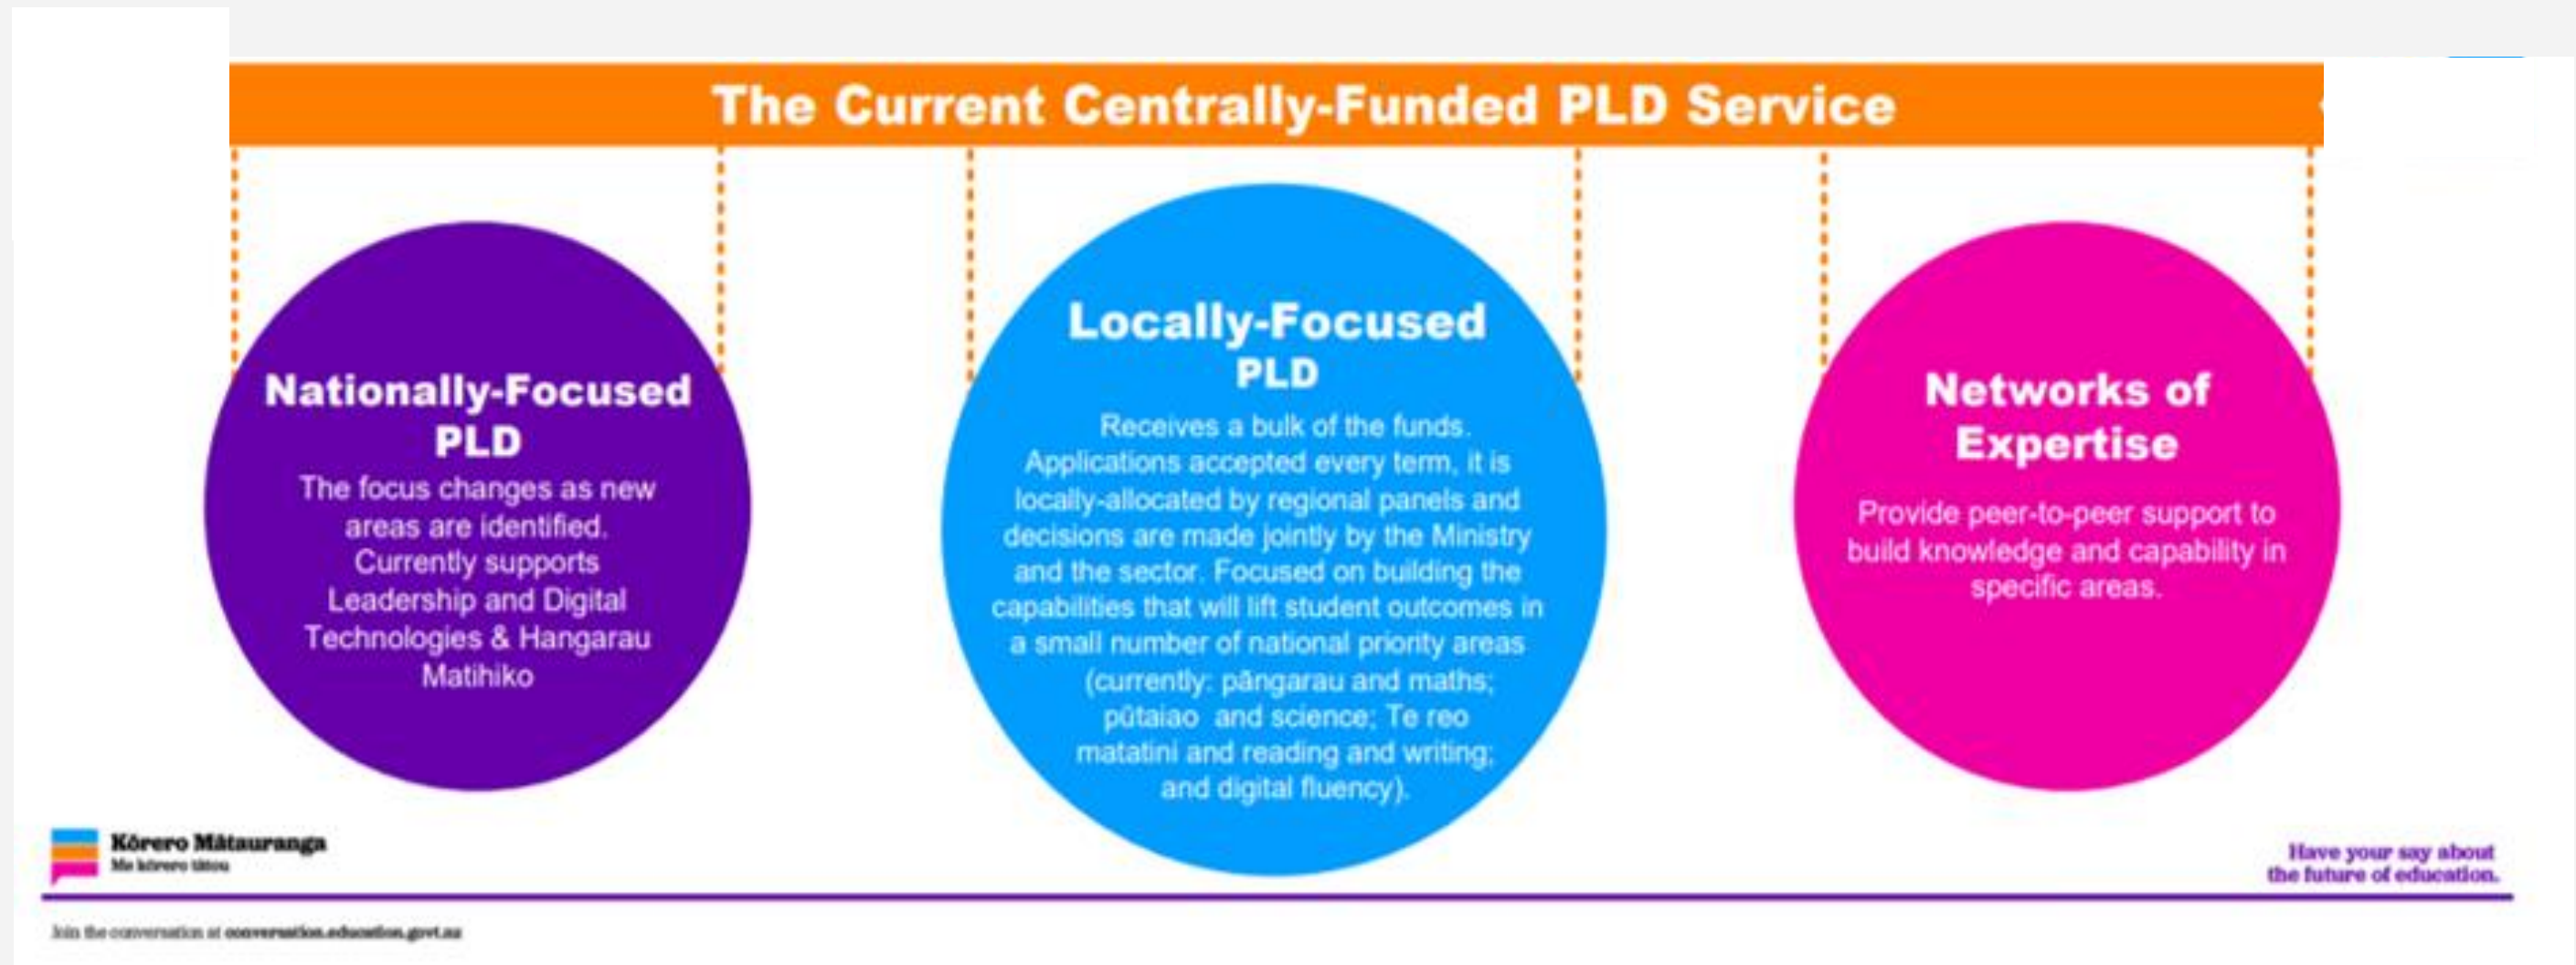 The Current Centrally-Funded PLD Service
Nationally-Focused
PLD
The focus changes as new
areas are identified.
Currently supports
Leadership and Digital
Technologies & Hangarau
Matihiko
Locally-Focused
PLD
Receives a bulk of the funds.
Applications accepted every term, it is
locally-allocated by regional panels and
decisions are made jointly by the Ministry
and the sector. Focused on building the
capabilities that will lift student outcomes in
a small number of national priority areas
(currently: pāngarau and maths;
pūtaiao and science; Te reo
matatini and reading and writing;
and digital fluency).
Networks of
Expertise
Provide peer-to-peer support to
build knowledge and capability in
specific areas.
Kōrero Mātauranga
Me kōrero tātou
Have your say about
the future of education.
Join the conversation at conversation.education.govt.nz